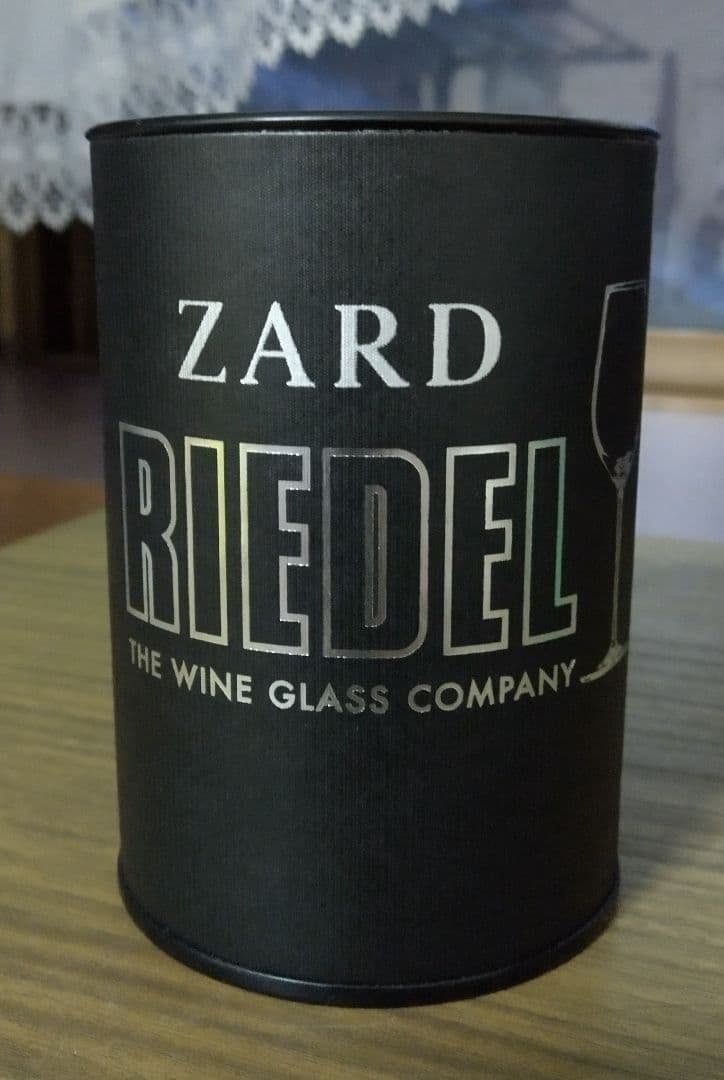 ZARD
RIEDEL
THE WINE GLASS COMPANY